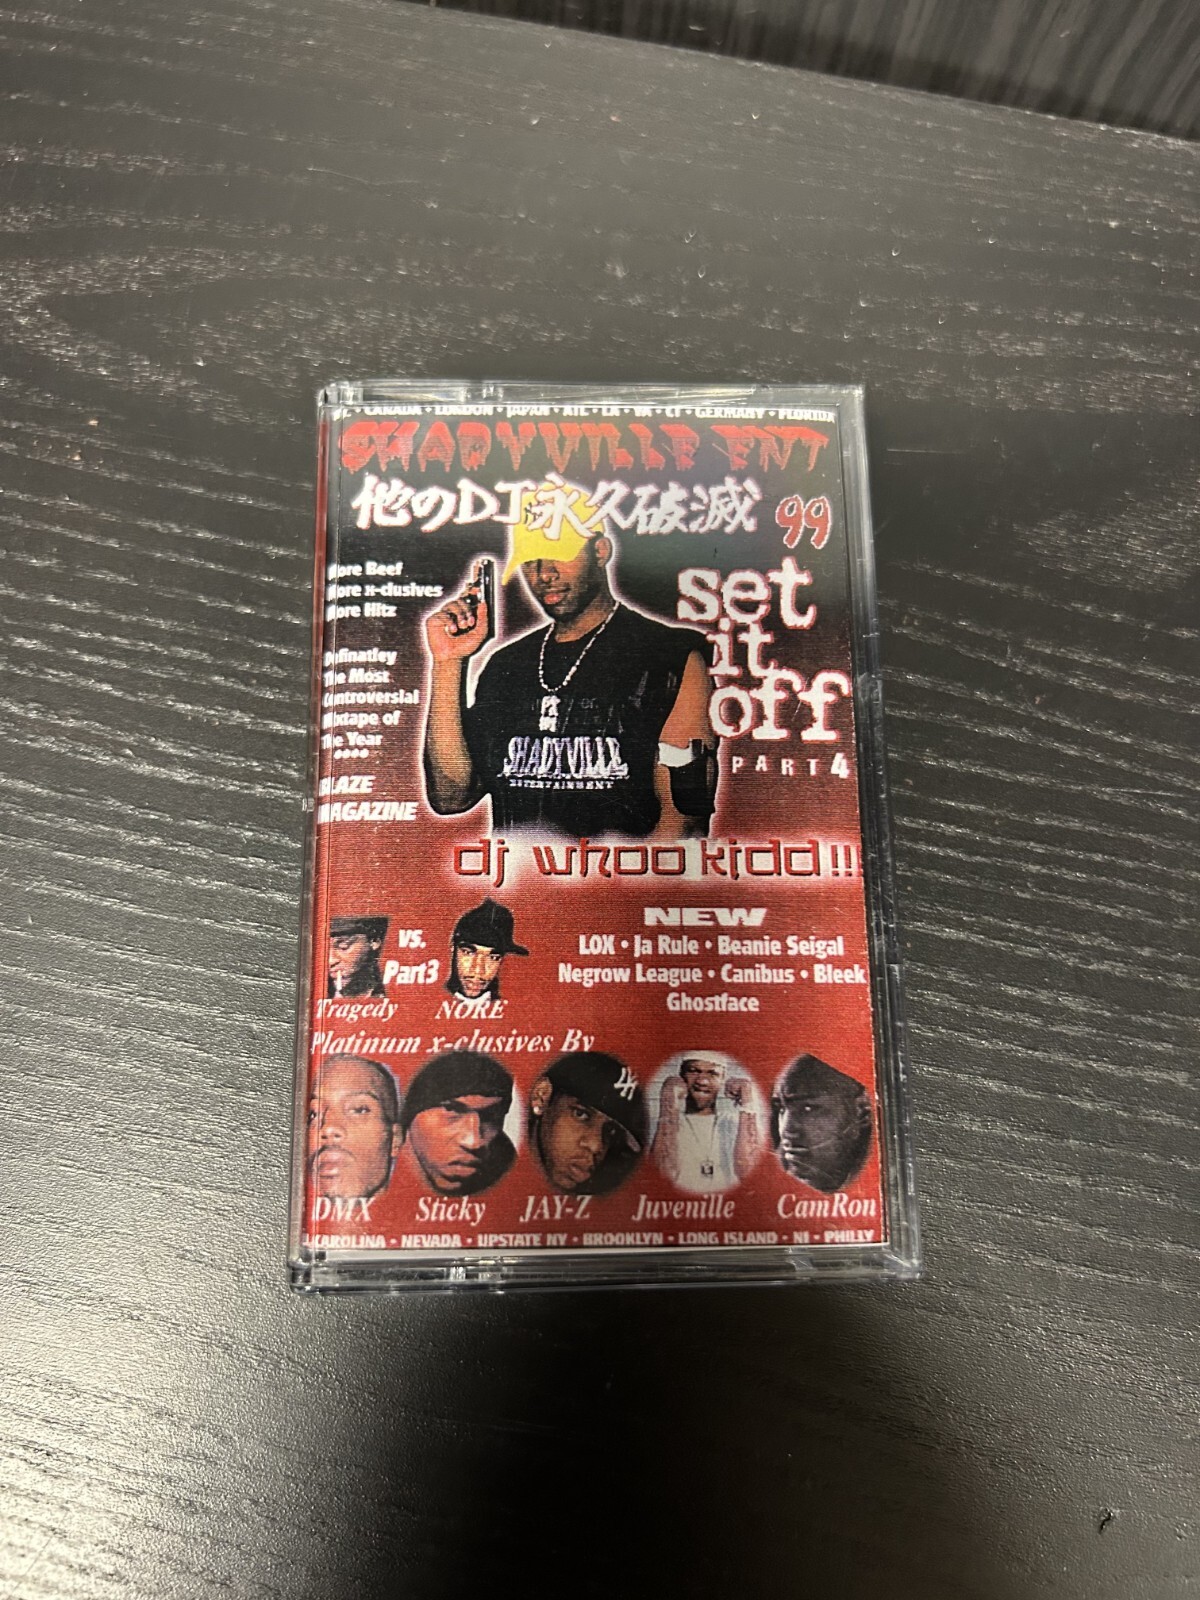 CANADA • LONDON • JAPAN • ATL • LA • VA • CT • GERMANY • FLORIDA
SHADYVILLE ENT
他のDJ永久破滅 99
More Beef
More x-clusives
More Hitz
Definatley
The Most
Controversial
Mixtape of
The Year
BLAZE
MAGAZINE
set
it
off
PART 4
SHADYVILLE
ENTERTAINMENT
dj whoo kidd!!
vs.
Part3
Tragedy NORE
NEW
LOX • Ja Rule • Beanie Seigal
Negrow League • Canibus • Bleek
Ghostface
Platinum x-clusives By
DMX Sticky JAY-Z Juvenille CamRon
CAROLINA • NEVADA • UPSTATE NY • BROOKLYN • LONG ISLAND • NJ • PHILLY